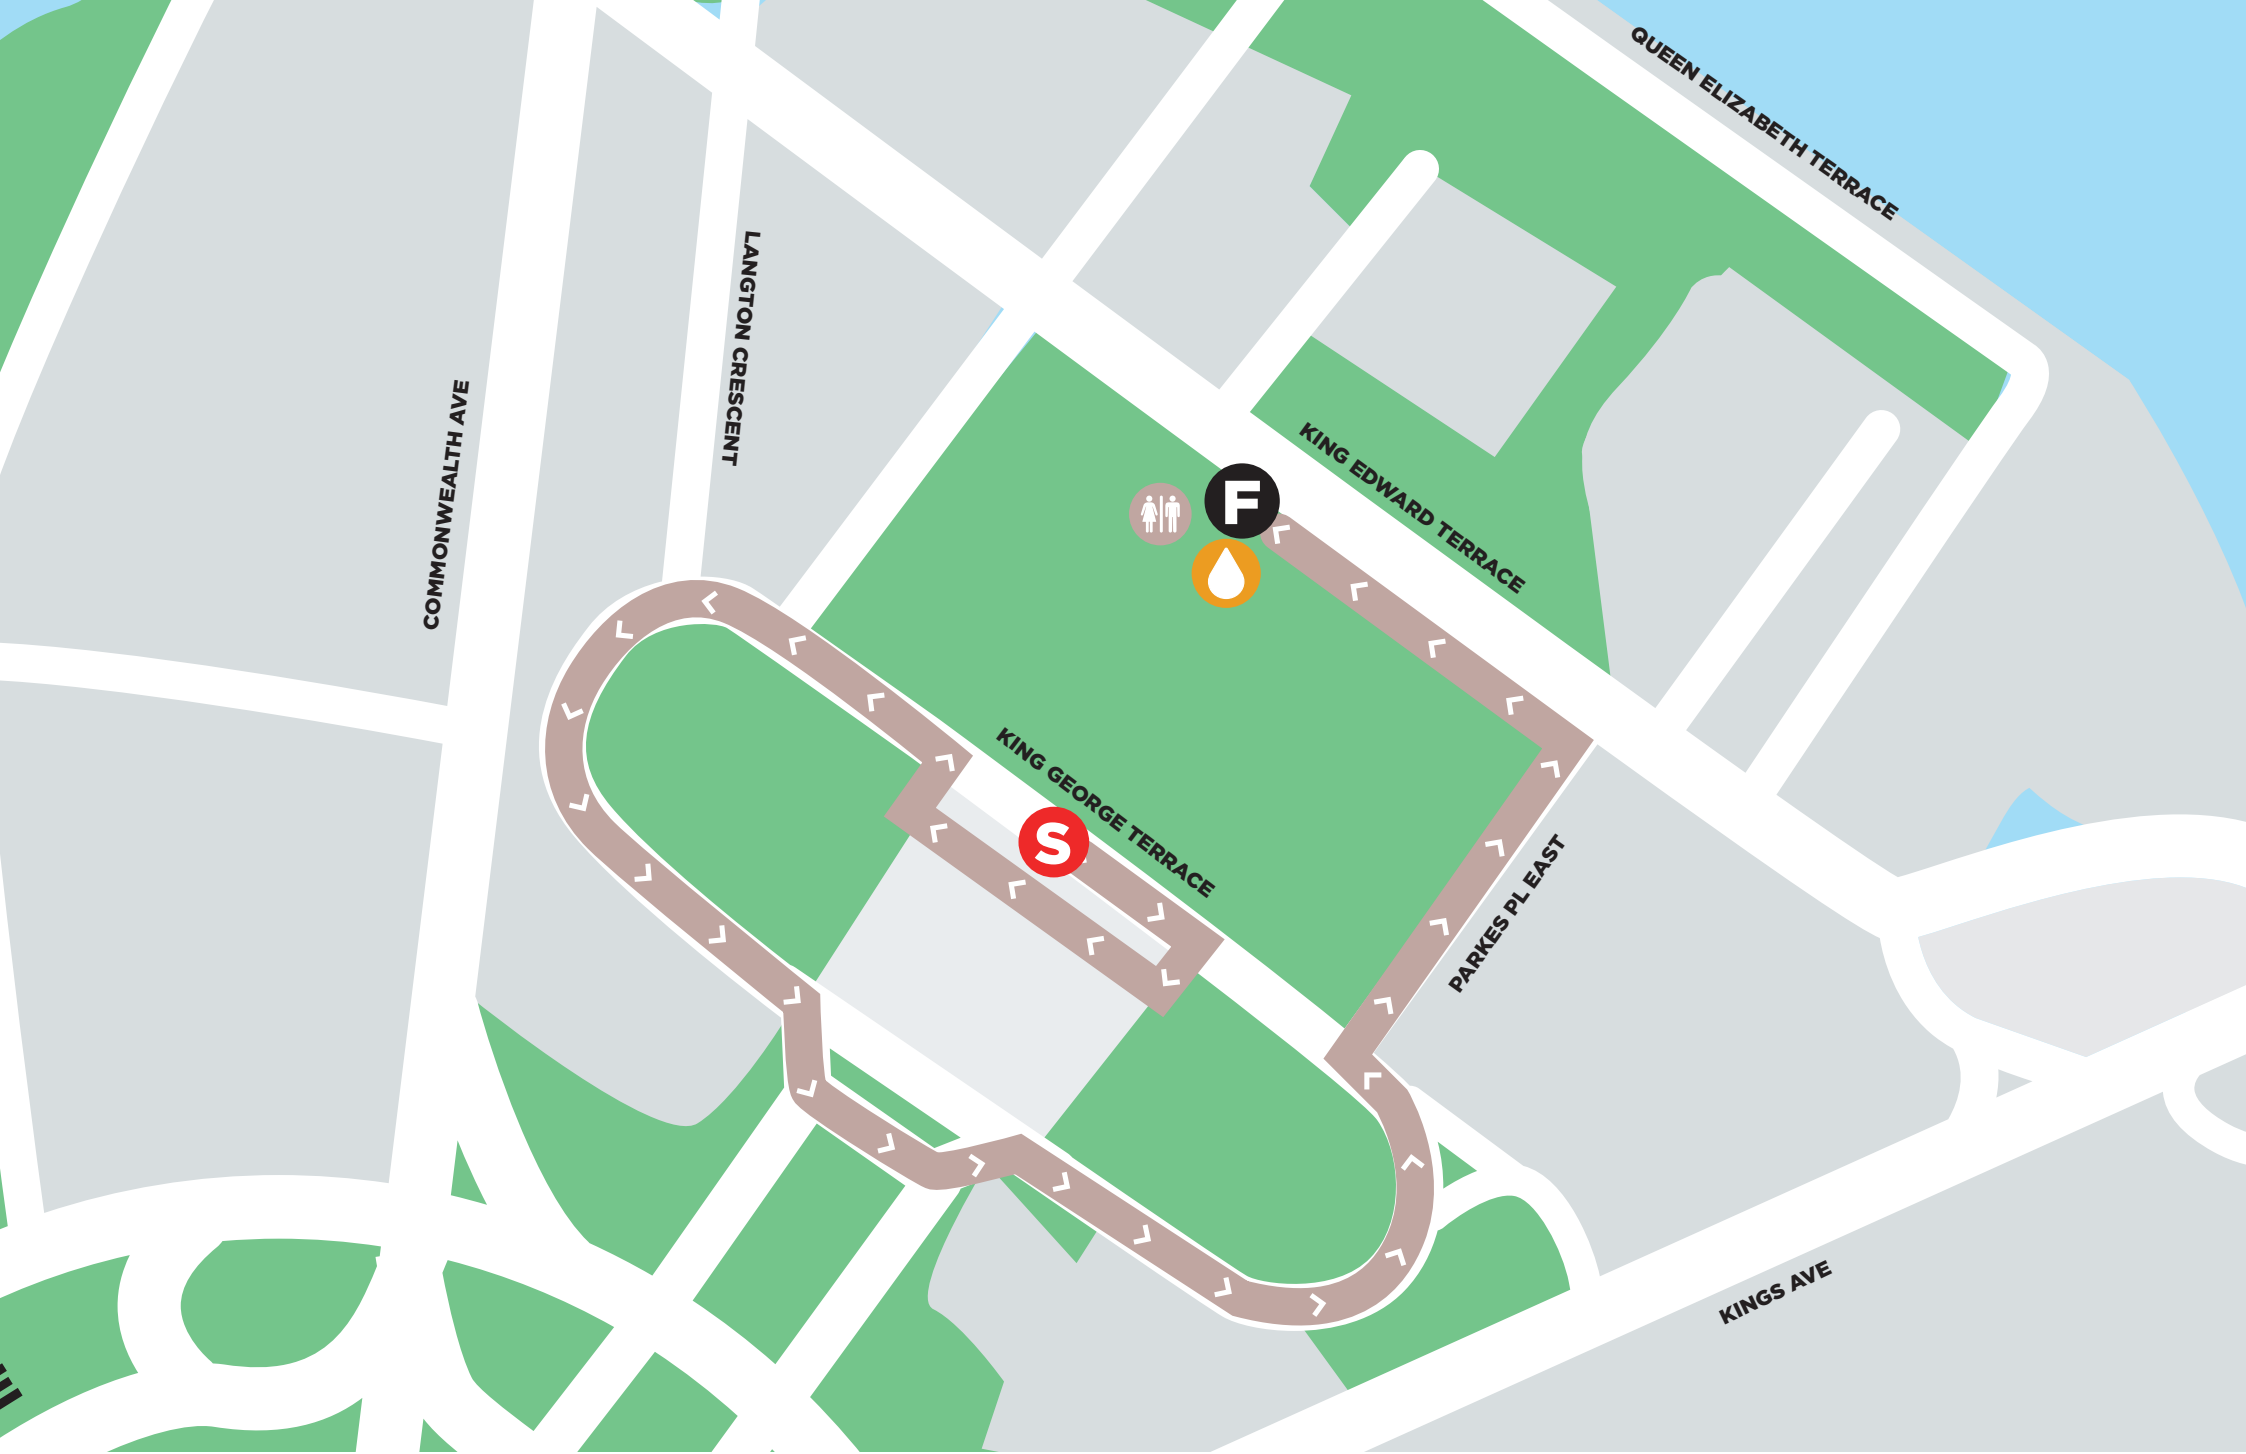 QUEEN ELIZABETH TERRACE
LANGTON CRESCENT
COMMONWEALTH AVE
KING EDWARD TERRACE
F
KING GEORGE TERRACE
S
PARKES PL EAST
KINGS AVE